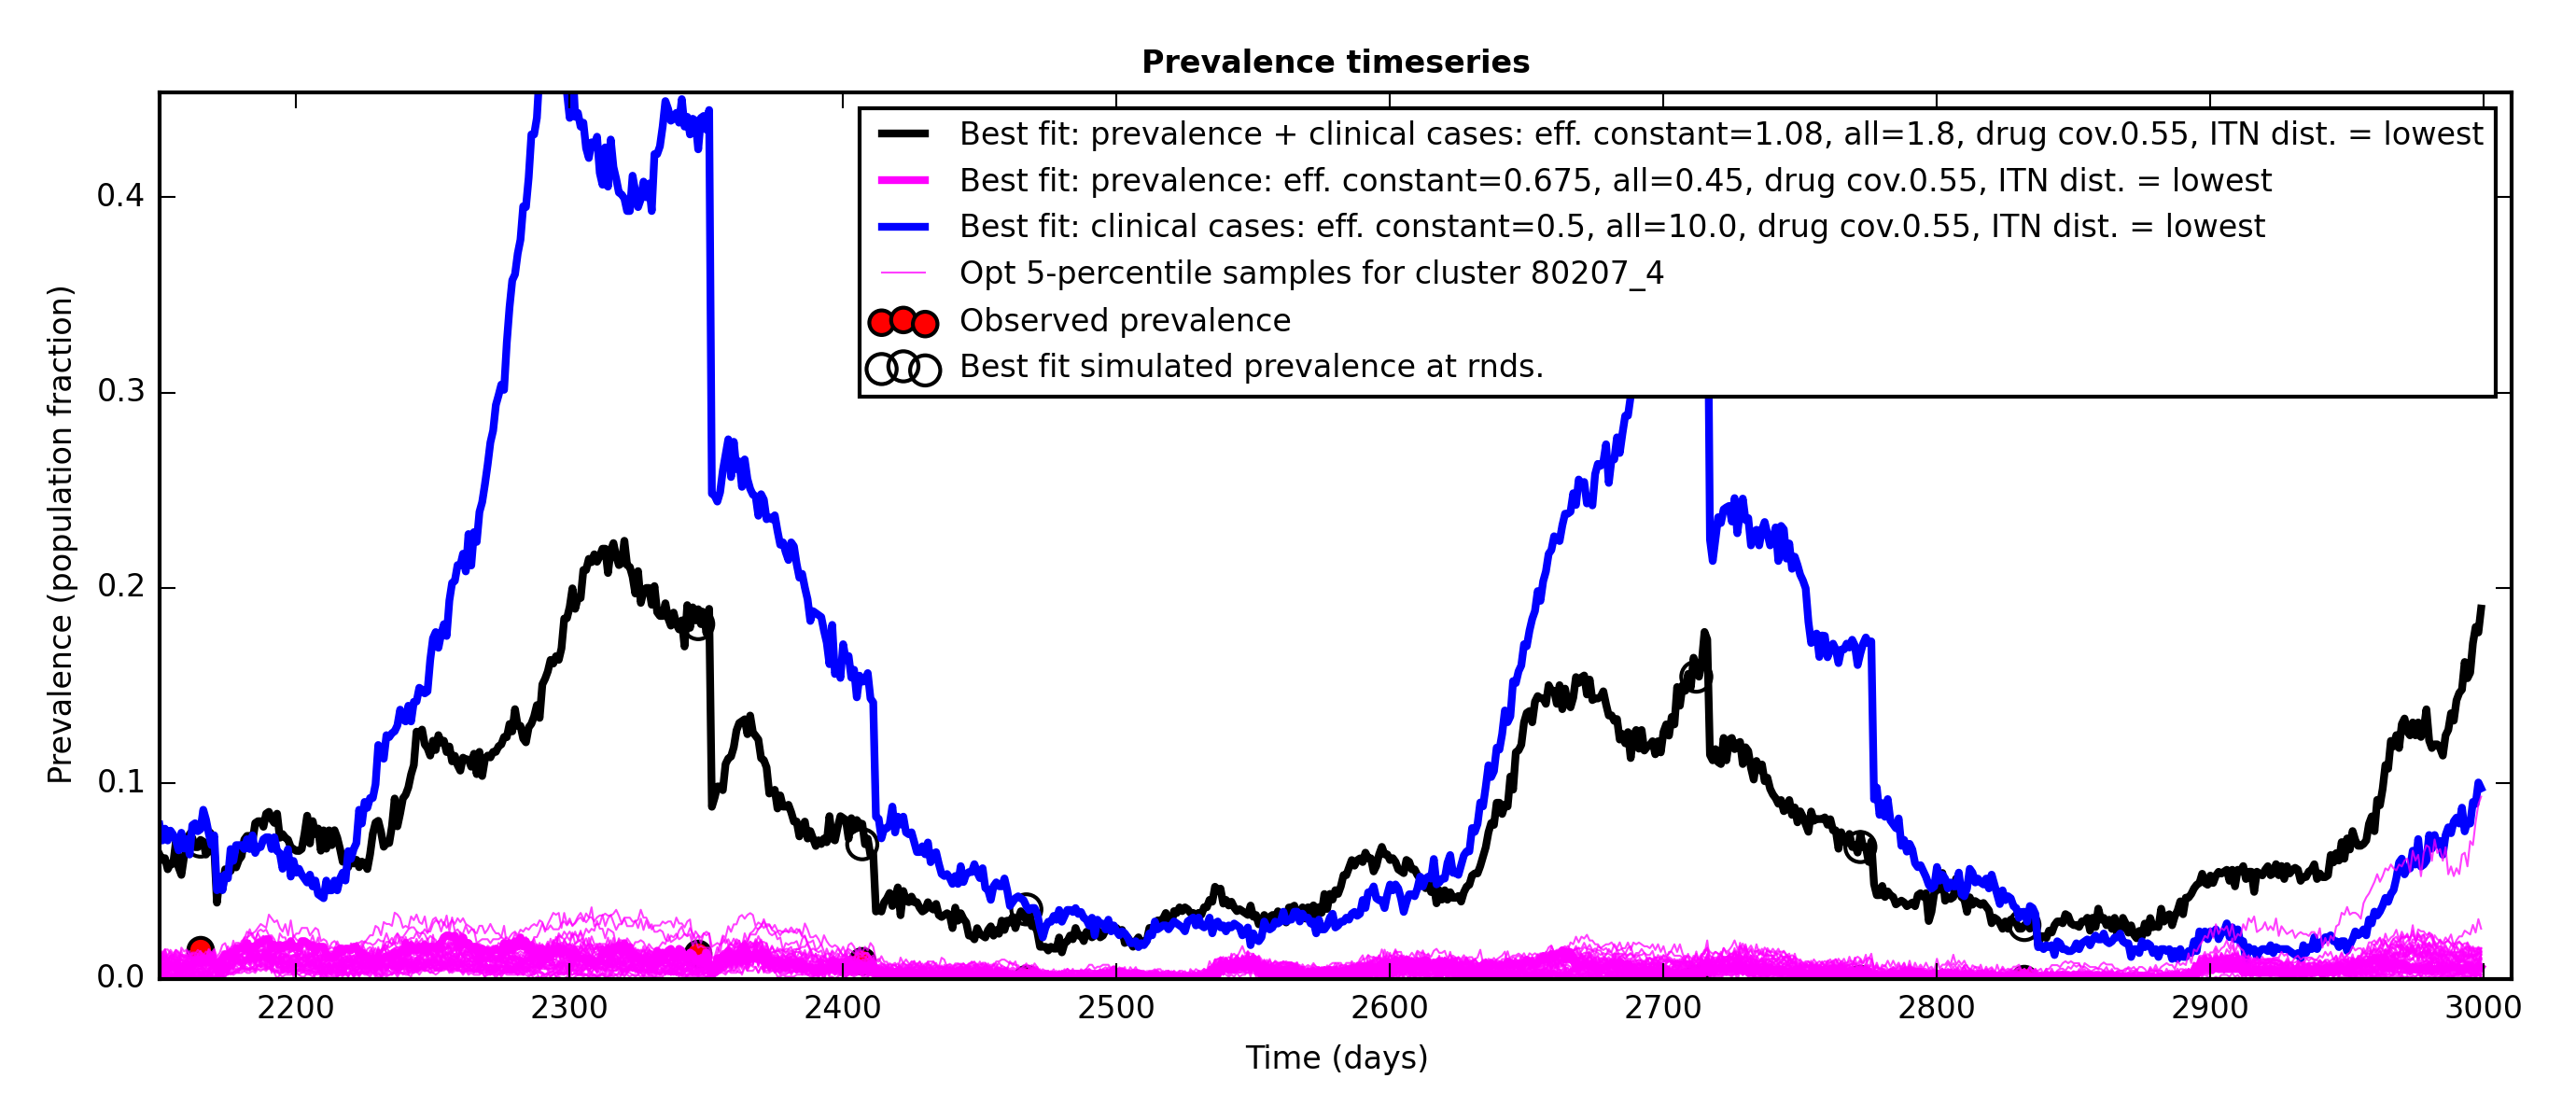 Prevalence timeseries
Best fit: prevalence + clinical cases: eff. constant=1.08, all=1.8, drug cov.0.55, ITN dist. = lowest
Best fit: prevalence: eff. constant=0.675, all=0.45, drug cov.0.55, ITN dist. = lowest
Best fit: clinical cases: eff. constant=0.5, all=10.0, drug cov.0.55, ITN dist. = lowest
Opt 5-percentile samples for cluster 80207_4
Observed prevalence
Best fit simulated prevalence at rnds.
Prevalence (population fraction)
0.4
0.3
0.2
0.1
0.0
2200 2300 2400 2500 2600 2700 2800 2900 3000
Time (days)